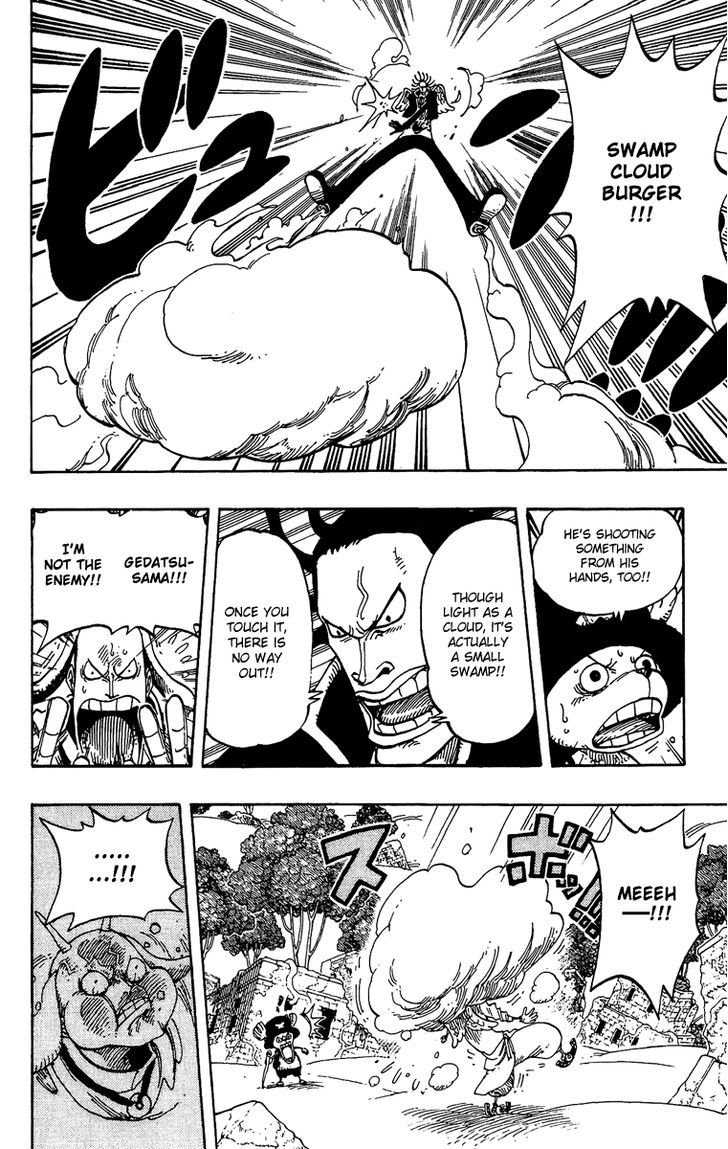 ビュ
SWAMP
CLOUD
BURGER
!!!
HE'S SHOOTING
SOMETHING
FROM HIS
HANDS, TOO!!
THOUGH
LIGHT AS A
CLOUD, IT'S
ACTUALLY
A SMALL
SWAMP!!
ONCE YOU
TOUCH IT,
THERE IS
NO WAY
OUT!!
GEDATSU-
SAMA!!!
I'M
NOT THE
ENEMY!!
MEEEH
—!!!
ズボッ!!
.....
...!!!